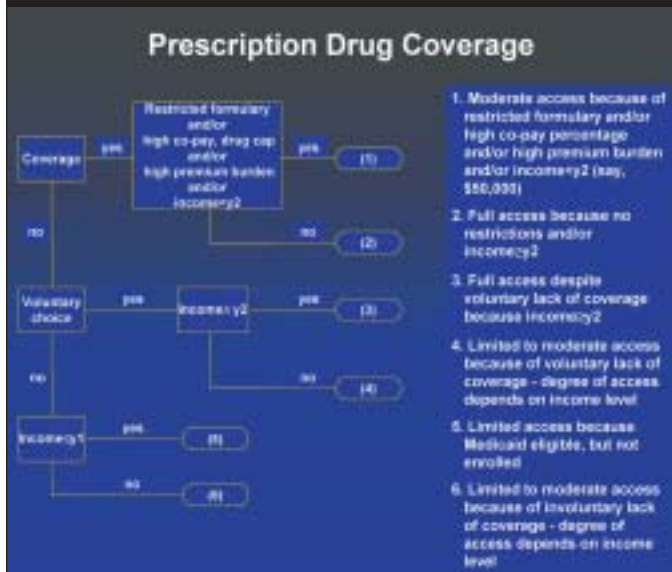 Prescription Drug Coverage
Restricted formulary
and/or
high co-pay, drug cap
and/or
high premium burden
and/or
income<y2
Coverage
yes
yes
(1)
no
no
(2)
Voluntary
choice
yes
Income≥y2
yes
(3)
no
no
(4)
Income≤y1
yes
(5)
no
(6)
1. Moderate access because of
restricted formulary and/or
high co-pay percentage
and/or high premium burden
and/or income<y2 (say,
$50,000)
2. Full access because no
restrictions and/or
income≥y2
3. Full access despite
voluntary lack of coverage
because income≥y2
4. Limited to moderate access
because of voluntary lack of
coverage - degree of access
depends on income level
5. Limited access because
Medicaid eligible, but not
enrolled
6. Limited to moderate access
because of involuntary lack
of coverage - degree of
access depends on income
level